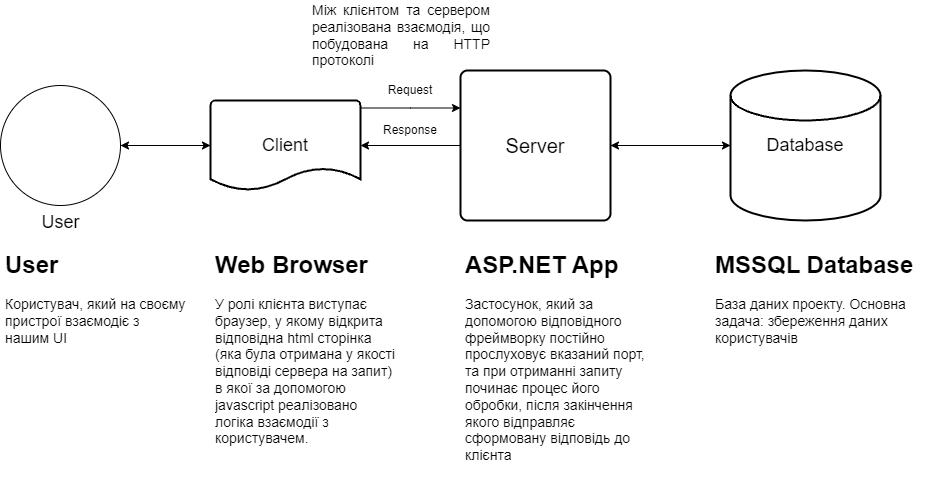 Між клієнтом та сервером
реалізована взаємодія, що
побудована на HTTP
протоколі
Request
Response
Client
Server
Database
User
User
Користувач, який на своєму
пристрої взаємодіє з
нашим UI
Web Browser
У ролі клієнта виступає
браузер, у якому відкрита
відповідна html сторінка
(яка була отримана у якості
відповіді сервера на запит)
в якої за допомогою
javascript реалізовано
логіка взаємодії з
користувачем.
ASP.NET App
Застосунок, який за
допомогою відповідного
фреймворку постійно
прослуховує вказаний порт,
та при отриманні запиту
починає процес його
обробки, після закінчення
якого відправляє
сформовану відповідь до
клієнта
MSSQL Database
База даних проекту. Основна
задача: збереження даних
користувачів